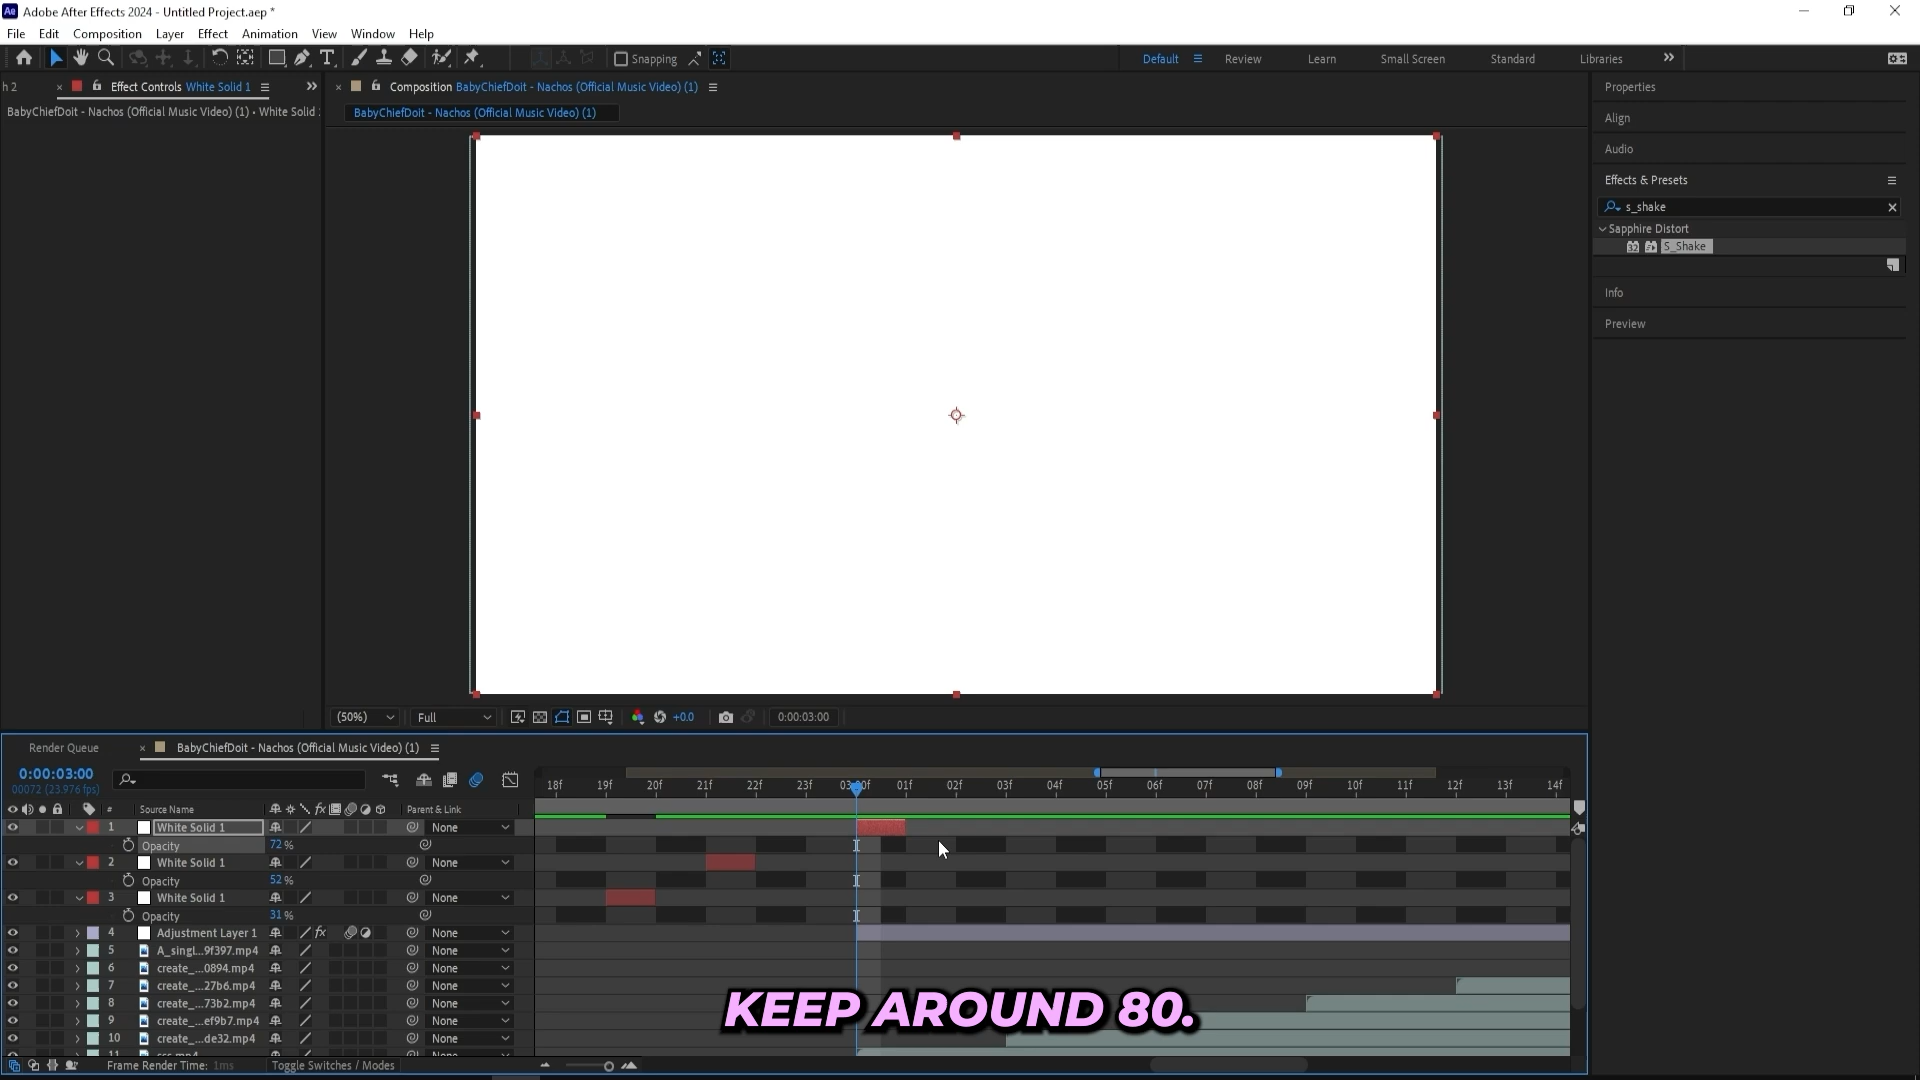 Ae Adobe After Effects 2024 - Untitled Project.aep *
File Edit Composition Layer Effect Animation View Window Help
Snapping Default Review Learn Small Screen Standard Libraries
h 2 Effect Controls White Solid 1
BabyChiefDoit - Nachos (Official Music Video) (1) • White Solid
Composition BabyChiefDoit - Nachos (Official Music Video) (1)
BabyChiefDoit - Nachos (Official Music Video) (1)
Properties
Align
Audio
Effects & Presets
s_shake
Sapphire Distort
32 S_Shake
Info
Preview
(50%) Full +0.0 0:00:03:00
Render Queue BabyChiefDoit - Nachos (Official Music Video) (1)
0:00:03:00
00072 (23.976 fps)
18f 19f 20f 21f 22f 23f 03:00f 01f 02f 03f 04f 05f 06f 07f 08f 09f 10f 11f 12f 13f 14f
# Source Name fx Parent & Link
1 White Solid 1 None
Opacity 72 %
2 White Solid 1 None
Opacity 52 %
3 White Solid 1 None
Opacity 31 %
4 Adjustment Layer 1 fx None
5 A_singl...9f397.mp4 None
6 create_...0894.mp4 None
7 create_...27b6.mp4 None
8 create_...73b2.mp4 None
9 create_...ef9b7.mp4 None
10 create_...de32.mp4 None
KEEP AROUND 80.
Frame Render Time: 1ms Toggle Switches / Modes